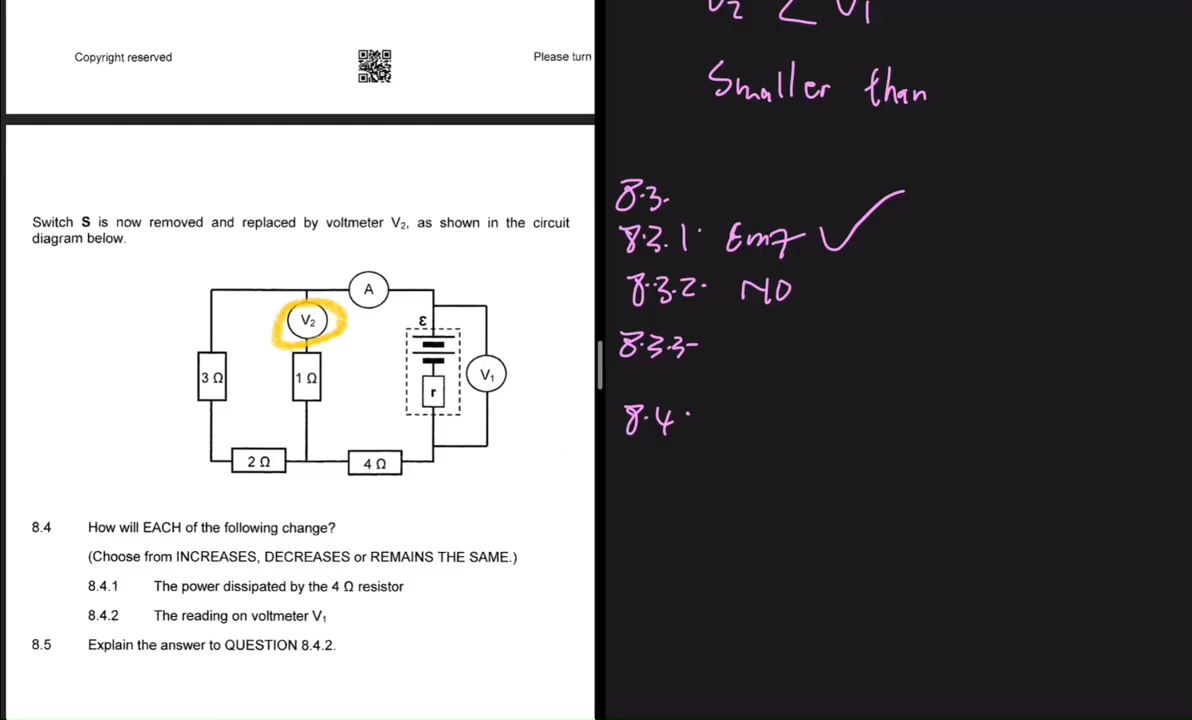 Copyright reserved
Please turn
Switch S is now removed and replaced by voltmeter V₂, as shown in the circuit
diagram below.
A
V₂
ε
3 Ω
1 Ω
r
V₁
2 Ω
4 Ω
8.4 How will EACH of the following change?
(Choose from INCREASES, DECREASES or REMAINS THE SAME.)
8.4.1 The power dissipated by the 4 Ω resistor
8.4.2 The reading on voltmeter V₁
8.5 Explain the answer to QUESTION 8.4.2.
V₂ < V₁
Smaller than
8.3.
8.3.1. Emf ✓
8.3.2. NO
8.3.3-
8.4.